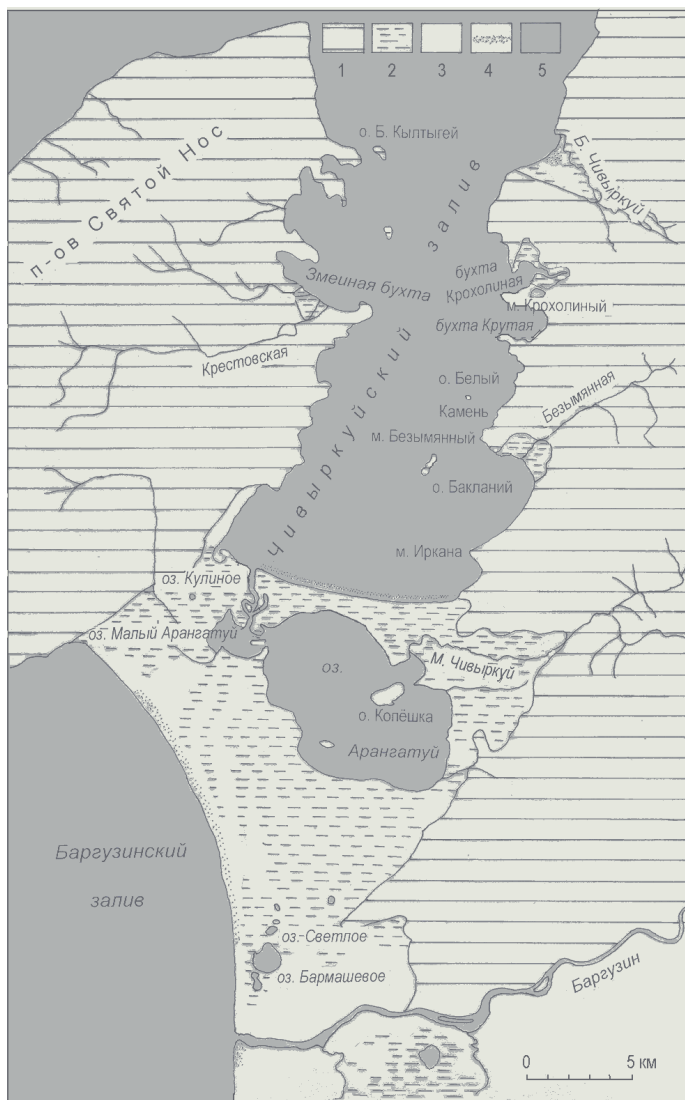 1 2 3 4 5
о. Б. Кылтыгей
п-ов Святой Нос
Б. Чивыркуй
Чивыркуйский залив
Змеиная бухта
бухта
Крохолиная
м. Крохолиный
бухта Крутая
Крестовская
о. Белый
Камень
Безымянная
м. Безымянный
о. Бакланий
м. Иркана
оз. Кулиное
оз. Малый Арангатуй
М. Чивыркуй
оз.
о. Копёшка
Арангатуй
Баргузинский
залив
оз. Светлое
оз. Бармашевое
Баргузин
0 5 км